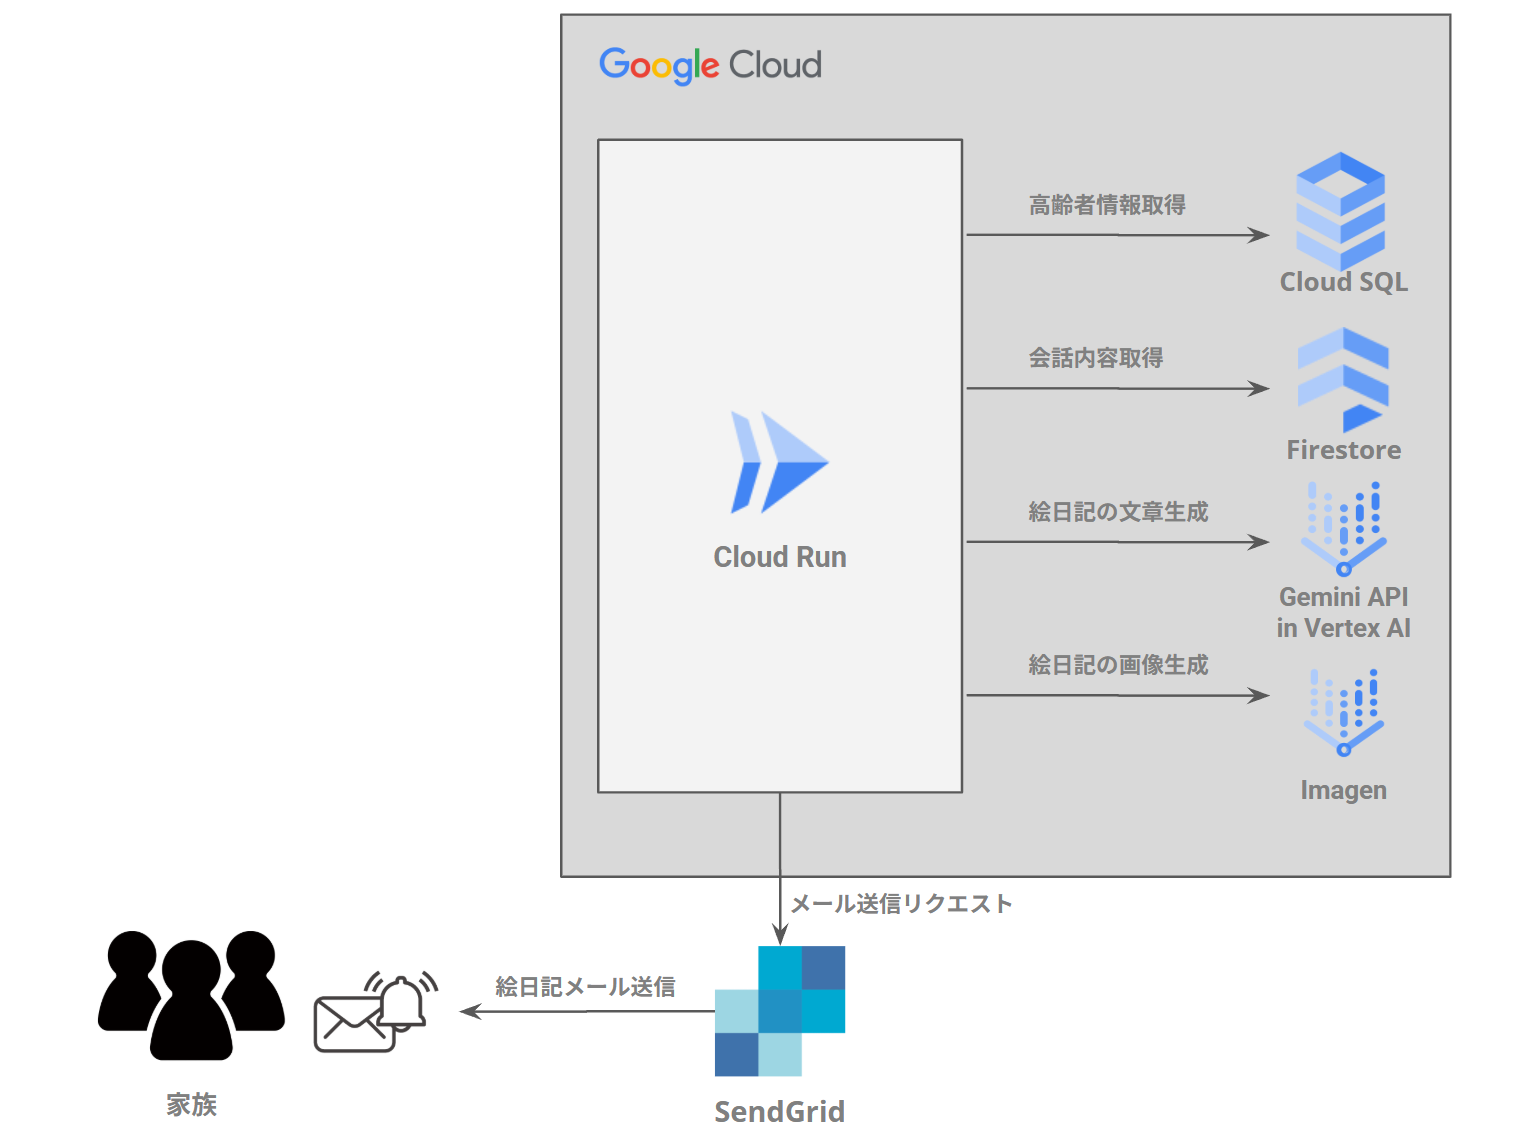 Google Cloud
高齢者情報取得
Cloud SQL
会話内容取得
Firestore
絵日記の文章生成
Cloud Run
Gemini API
in Vertex AI
絵日記の画像生成
Imagen
メール送信リクエスト
絵日記メール送信
家族
SendGrid